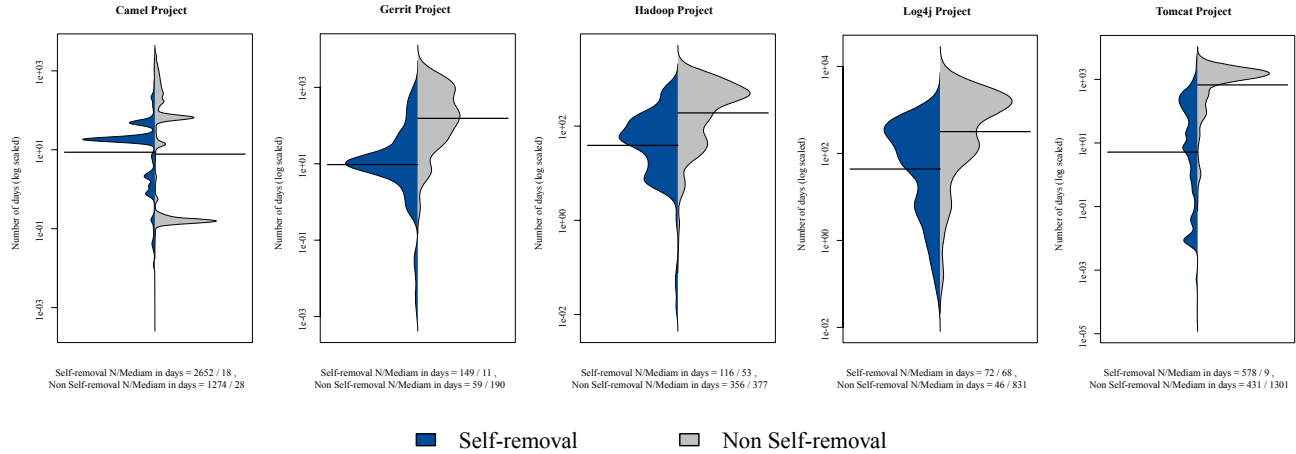 Camel Project
Gerrit Project
Hadoop Project
Log4j Project
Tomcat Project
Number of days (log scaled)
1e+03
1e+01
1e-01
1e-03
Number of days (log scaled)
1e+03
1e+01
1e-01
1e-03
Number of days (log scaled)
1e+02
1e+00
1e-02
Number of days (log scaled)
1e+04
1e+02
1e+00
1e-02
Number of days (log scaled)
1e+03
1e+01
1e-01
1e-03
1e-05
Self-removal N/Mediam in days = 2652 / 18 ,
Non Self-removal N/Mediam in days = 1274 / 28
Self-removal N/Mediam in days = 149 / 11 ,
Non Self-removal N/Mediam in days = 59 / 190
Self-removal N/Mediam in days = 116 / 53 ,
Non Self-removal N/Mediam in days = 356 / 377
Self-removal N/Mediam in days = 72 / 68 ,
Non Self-removal N/Mediam in days = 46 / 831
Self-removal N/Mediam in days = 578 / 9 ,
Non Self-removal N/Mediam in days = 431 / 1301
Self-removal
Non Self-removal